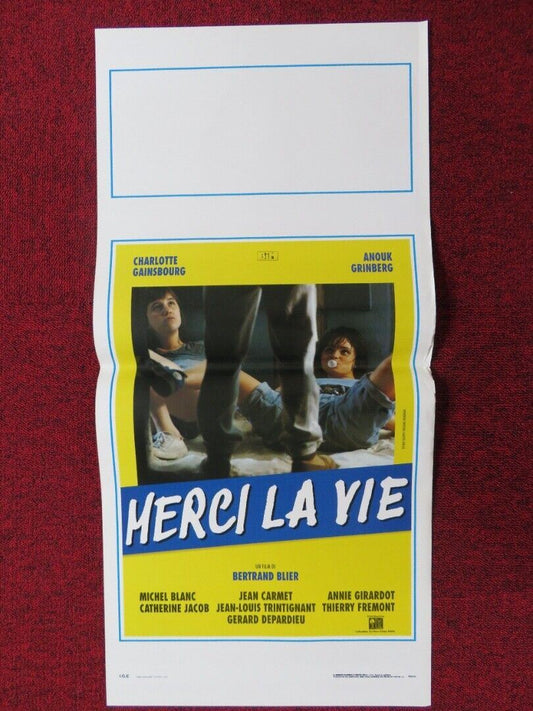 CHARLOTTE
GAINSBOURG
ANOUK
GRINBERG
MERCI LA VIE
UN FILM DE
BERTRAND BLIER
MICHEL BLANC
CATHERINE JACOB
JEAN CARMET
JEAN-LOUIS TRINTIGNANT
GERARD DEPARDIEU
ANNIE GIRARDOT
THIERRY FREMONT